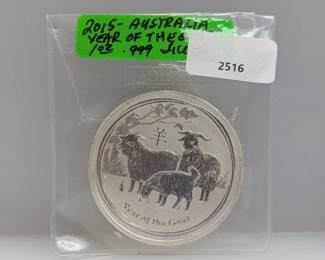 2015- AUSTRALIA
YEAR OF THE
1oz .999
2516
羊
Year of the Goat